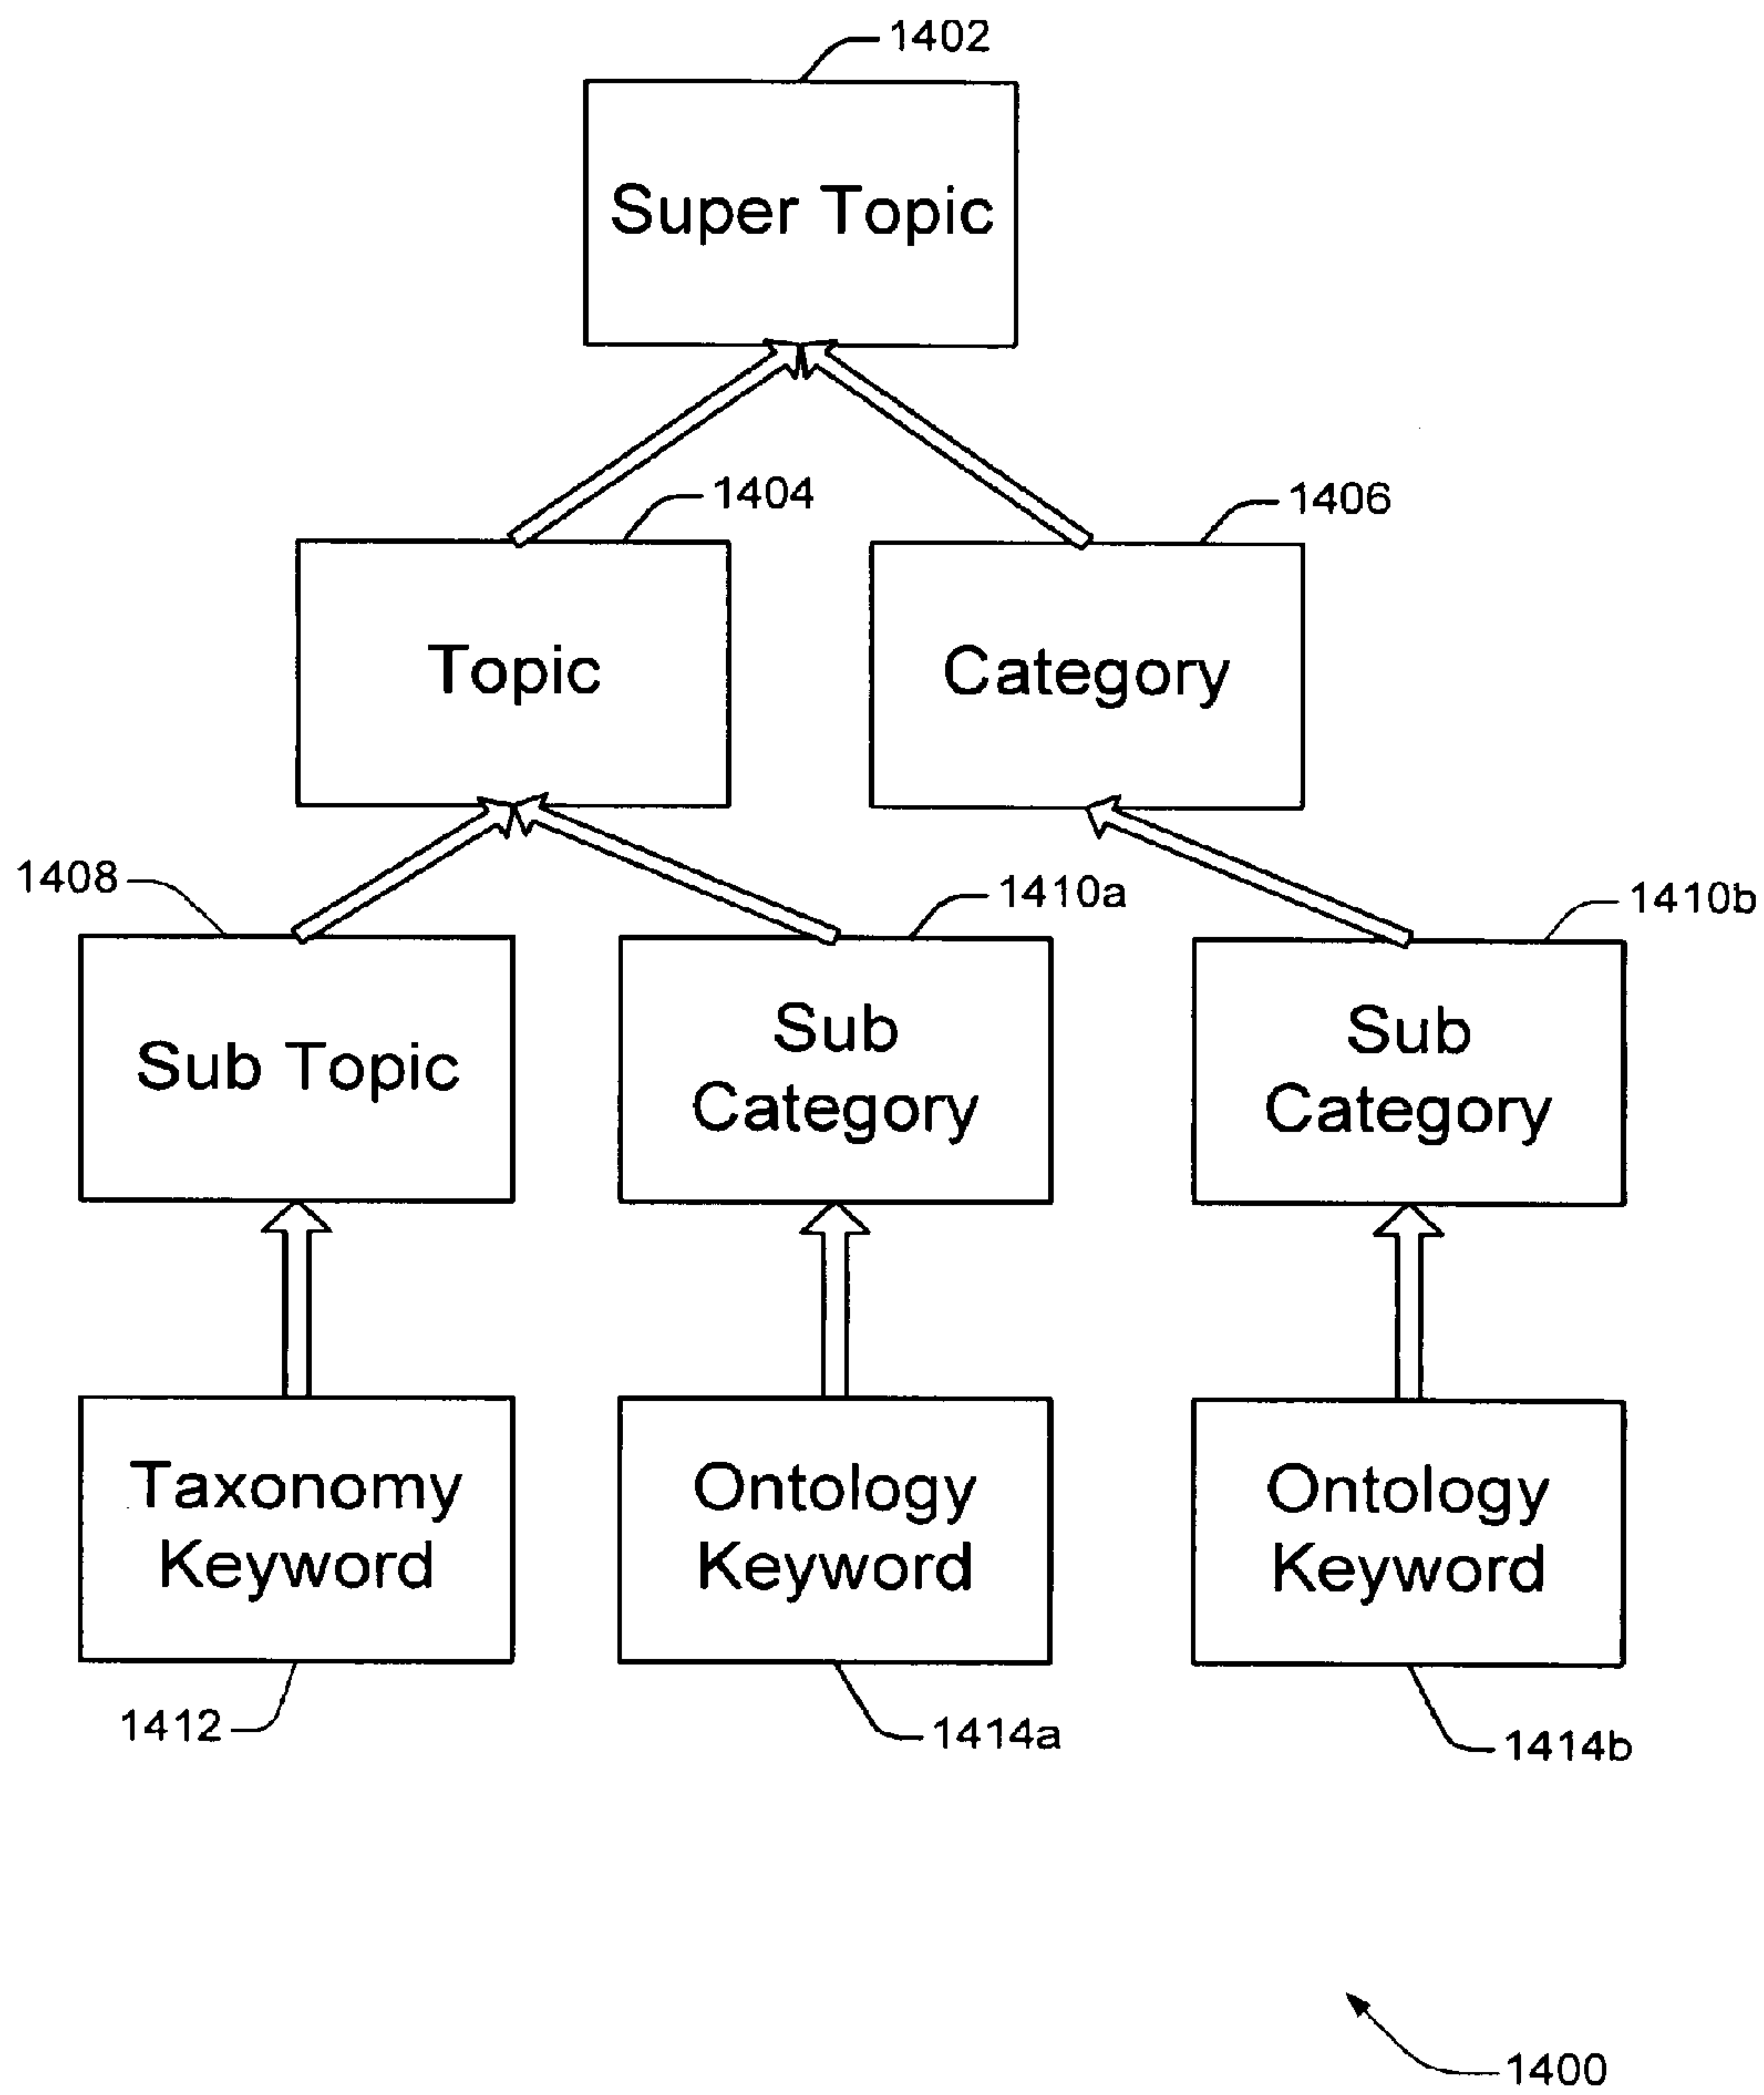 1402
Super Topic
1404
1406
Topic
Category
1408
1410a
1410b
Sub Topic
Sub
Category
Sub
Category
Taxonomy
Keyword
Ontology
Keyword
Ontology
Keyword
1412
1414a
1414b
1400